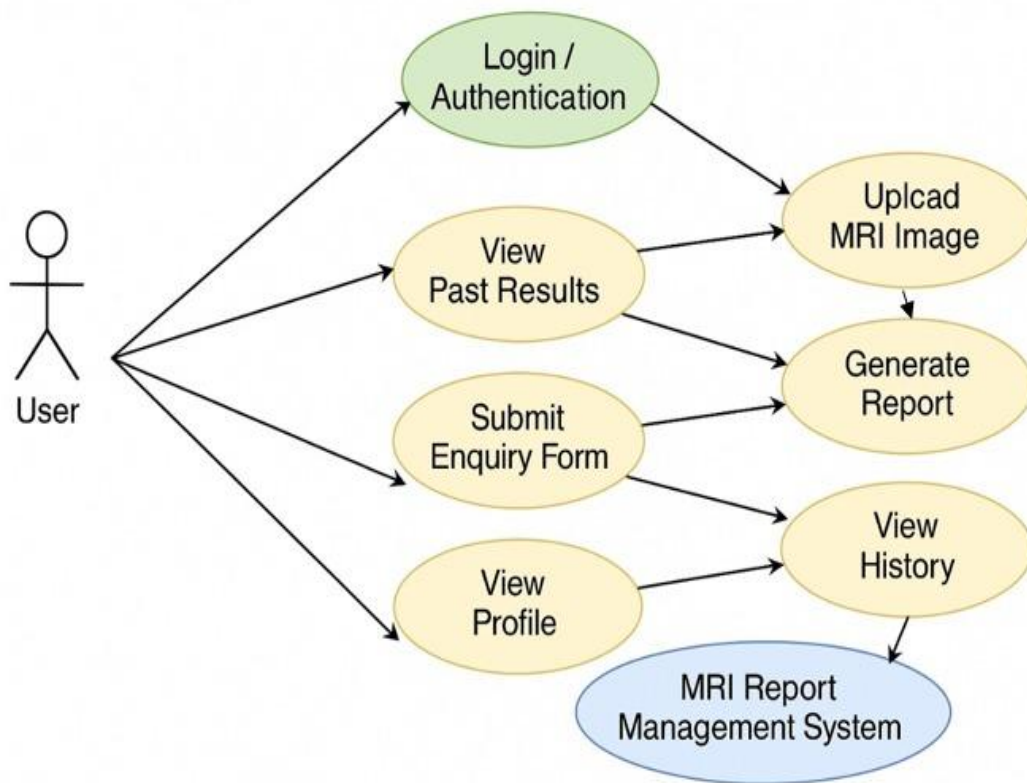 Login /
Authentication
Uplcad
MRI Image
View
Past Results
User
Generate
Report
Submit
Enquiry Form
View
History
View
Profile
MRI Report
Management System